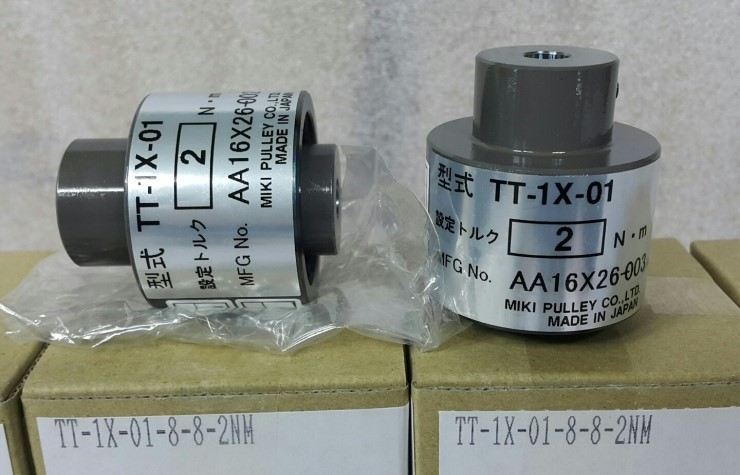 型式 TT-1X-01
設定トルク 2 N・m
MFG No. AA16X26-003
MIKI PULLEY CO.,LTD.
MADE IN JAPAN
型式 TT-1X-01
設定トルク 2 N・m
MFG No. AA16X26-003
MIKI PULLEY CO.,LTD.
MADE IN JAPAN
TT-1X-01-8-8-2NM
TT-1X-01-8-8-2NM